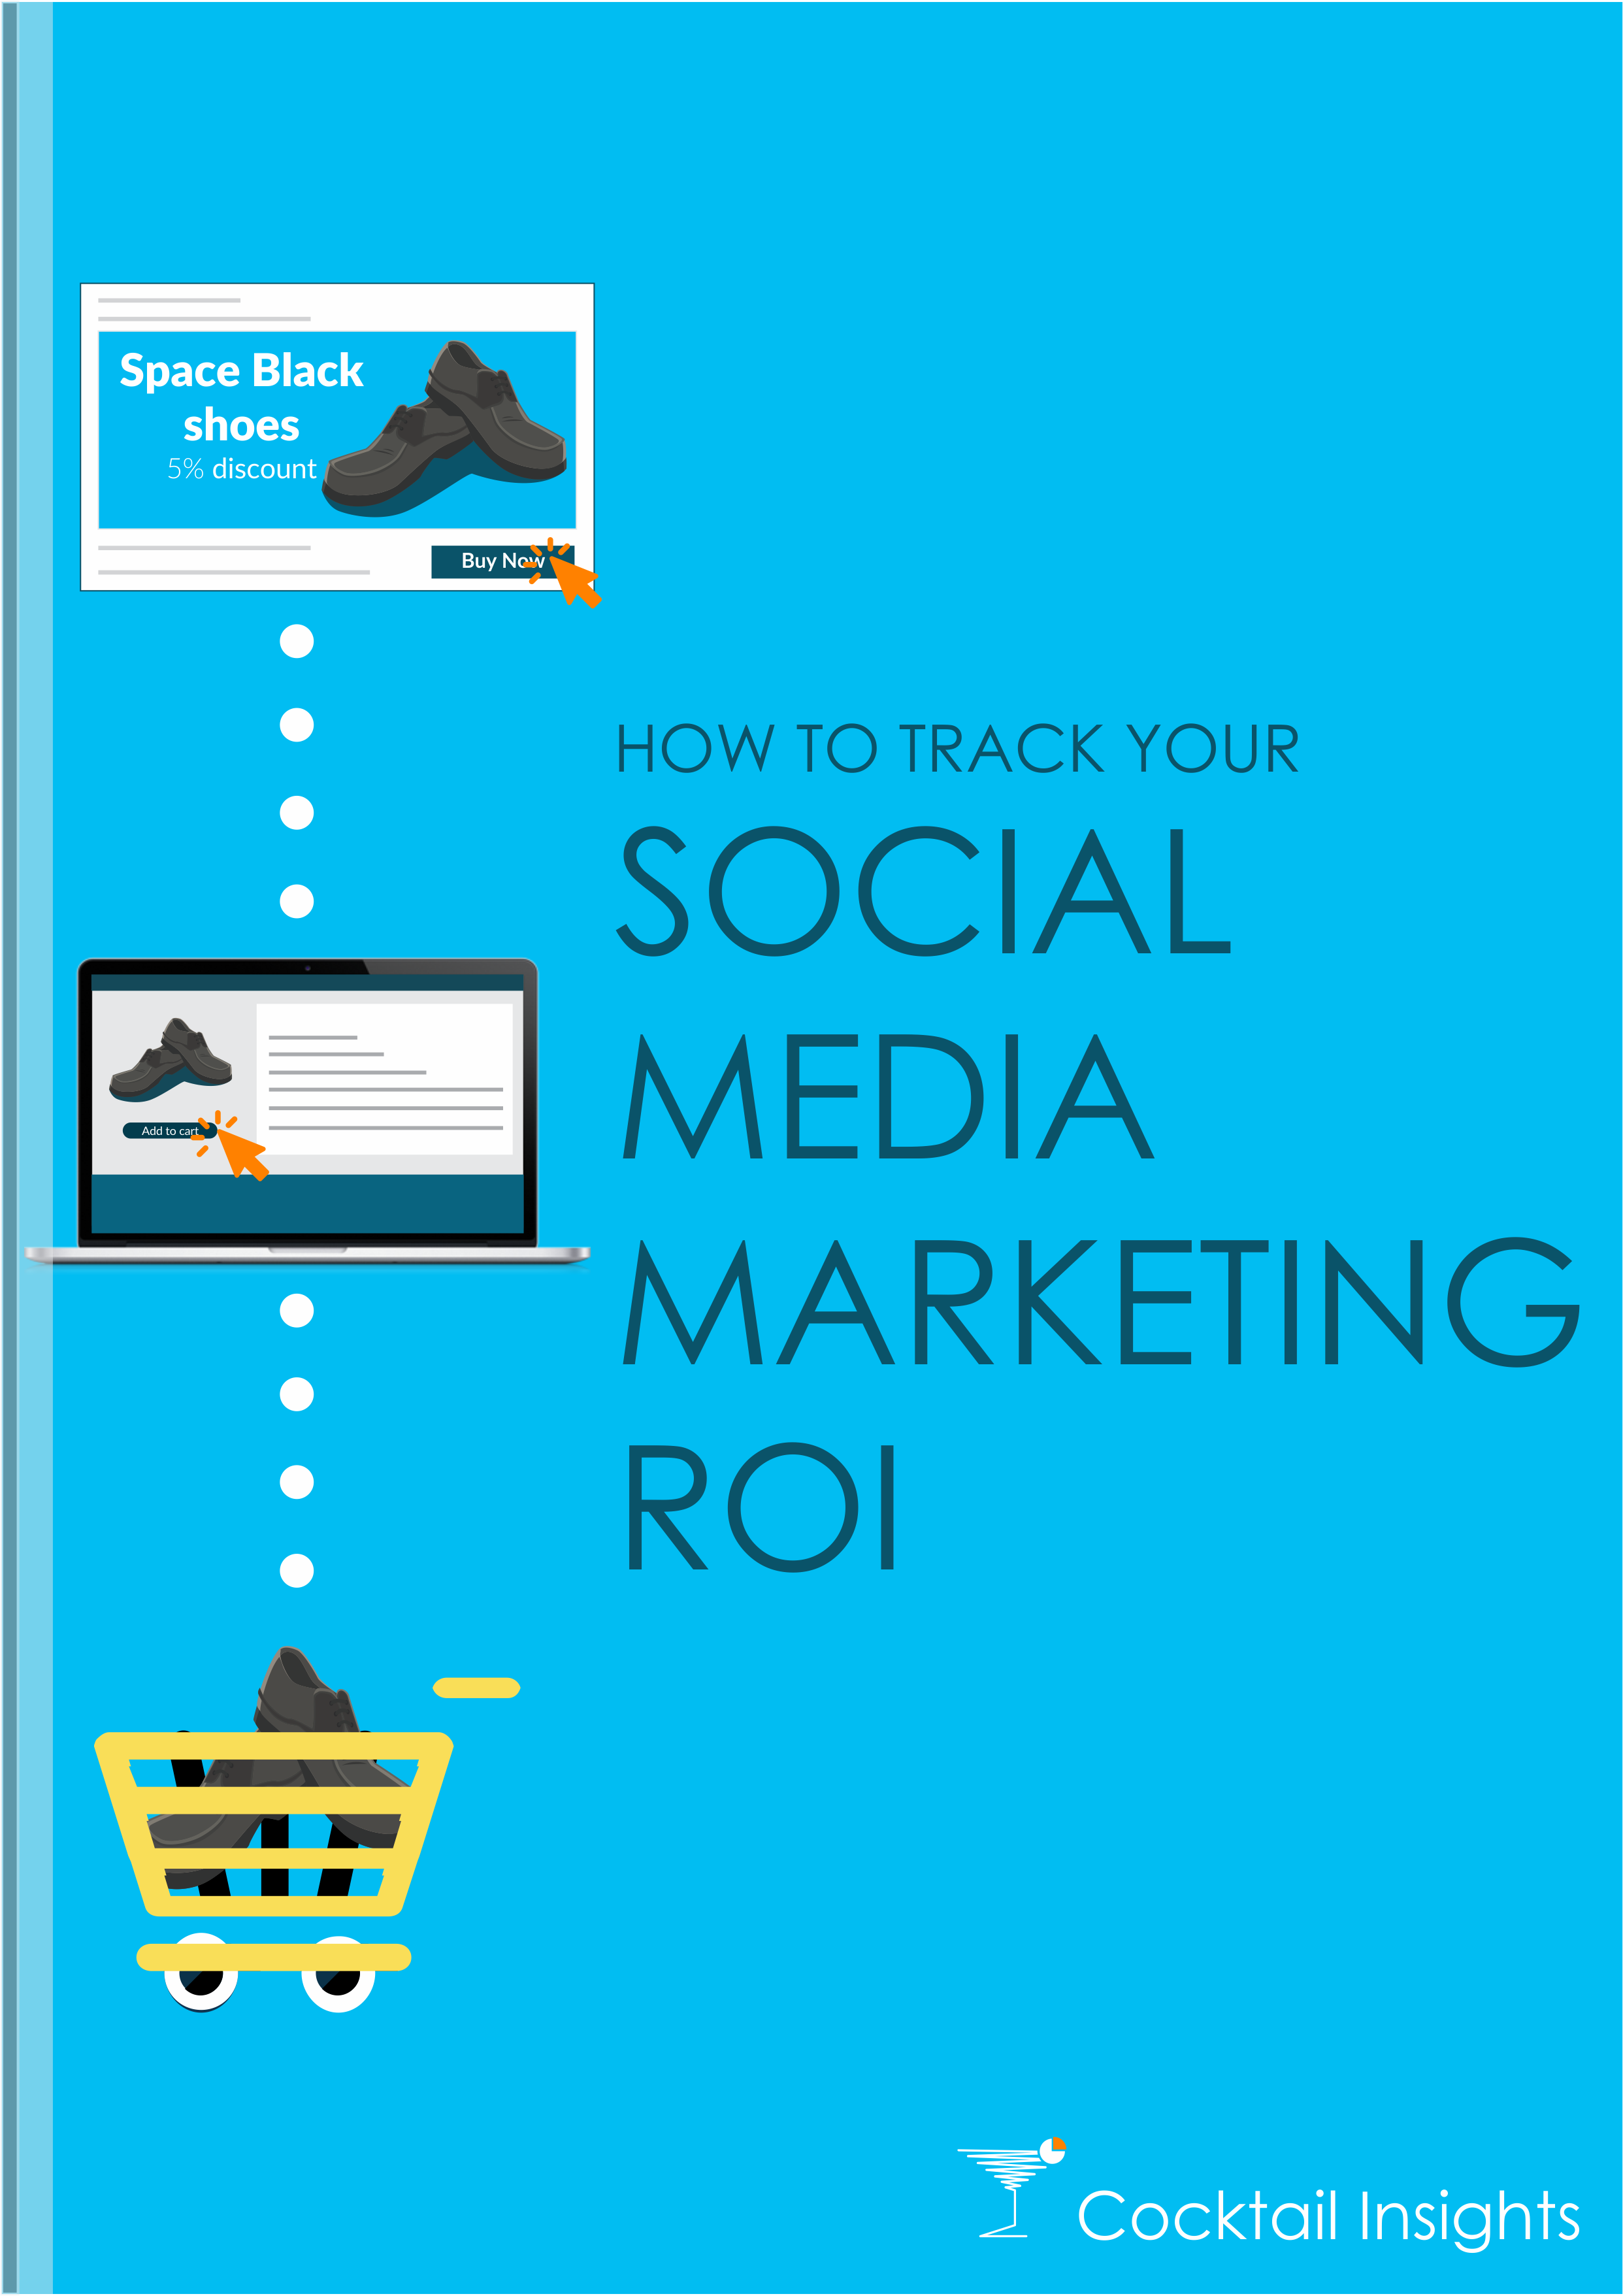 Space Black
shoes
5% discount
Buy Now
HOW TO TRACK YOUR
SOCIAL
MEDIA
MARKETING
ROI
Add to cart
Cocktail Insights